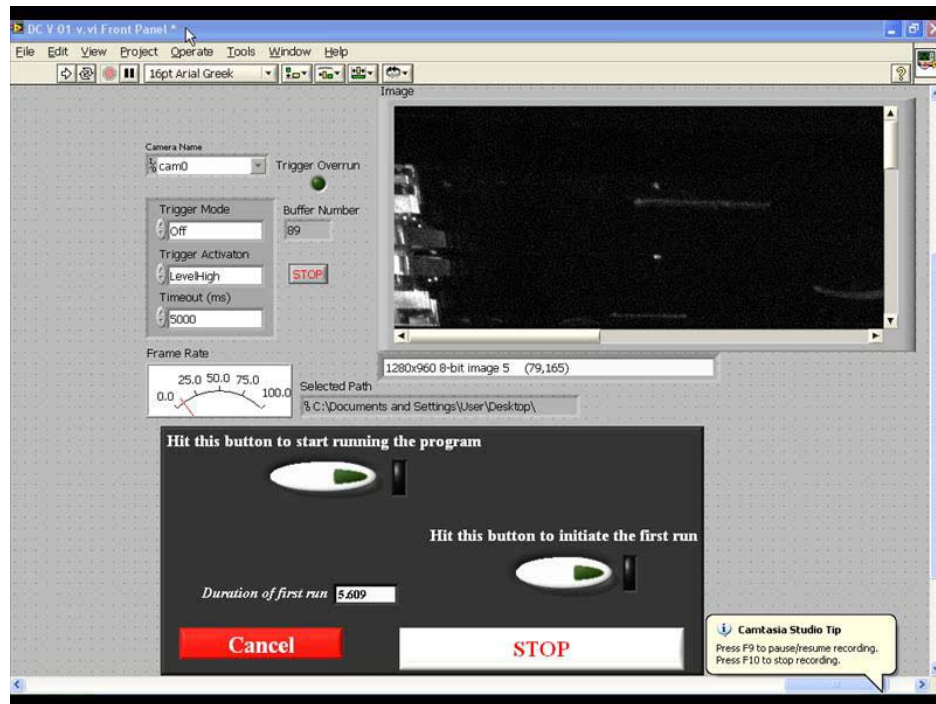 DC V 01 v.vi Front Panel *
File Edit View Project Operate Tools Window Help
16pt Arial Greek
Image
Camera Name
cam0
Trigger Overrun
Trigger Mode
Off
Buffer Number
89
Trigger Activaton
LevelHigh
STOP
Timeout (ms)
5000
Frame Rate
0.0 25.0 50.0 75.0 100.0
1280x960 8-bit image 5 (79,165)
Selected Path
C:\Documents and Settings\User\Desktop\
Hit this button to start running the program
Hit this button to initiate the first run
Duration of first run 5.609
Cancel
STOP
Camtasia Studio Tip
Press F9 to pause/resume recording.
Press F10 to stop recording.